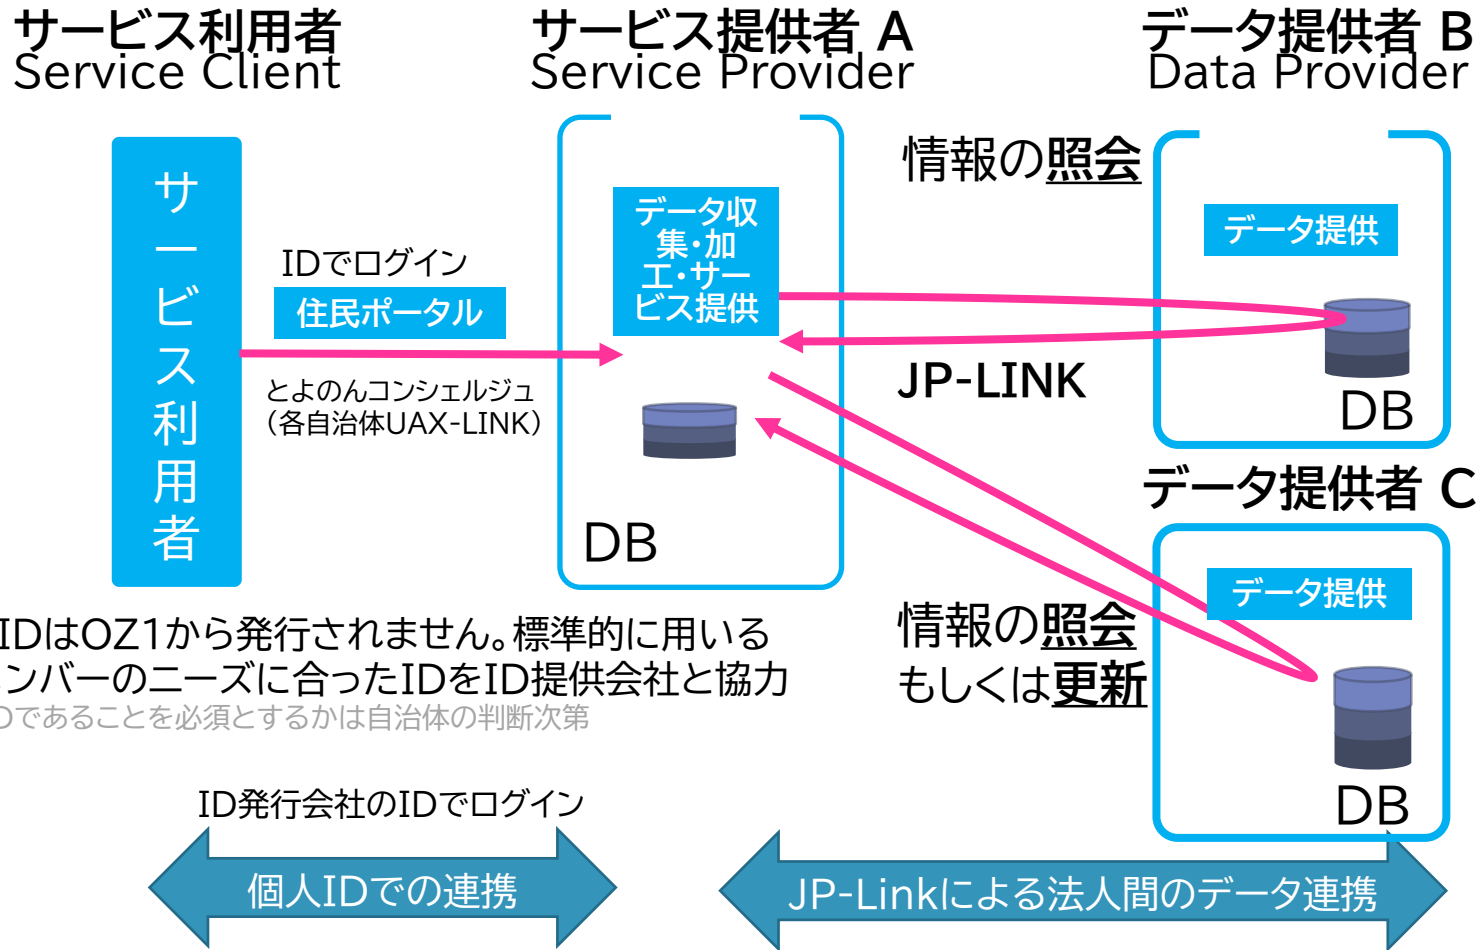 サービス利用者
Service Client
サービス提供者 A
Service Provider
データ提供者 B
Data Provider
サービス利用者
IDでログイン
住民ポータル
とよのんコンシェルジュ
（各自治体UAX-LINK）
データ収
集・加
工・サー
ビス提供
DB
情報の照会
JP-LINK
データ提供
DB
データ提供者 C
データ提供
DB
情報の照会
もしくは更新
IDはOZ1から発行されません。標準的に用いる
ンバーのニーズに合ったIDをID提供会社と協力
Dであることを必須とするかは自治体の判断次第
ID発行会社のIDでログイン
個人IDでの連携
JP-Linkによる法人間のデータ連携